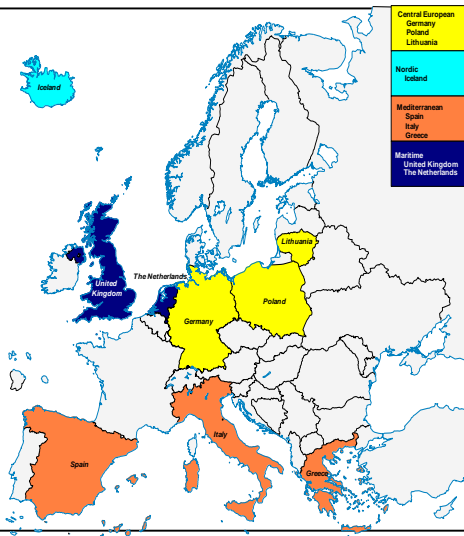 Central European
Germany
Poland
Lithuania
Nordic
Iceland
Mediterranean
Spain
Italy
Greece
Maritime
United Kingdom
The Netherlands
Iceland
Lithuania
The Netherlands
United
Kingdom
Poland
Germany
Italy
Spain
Greece